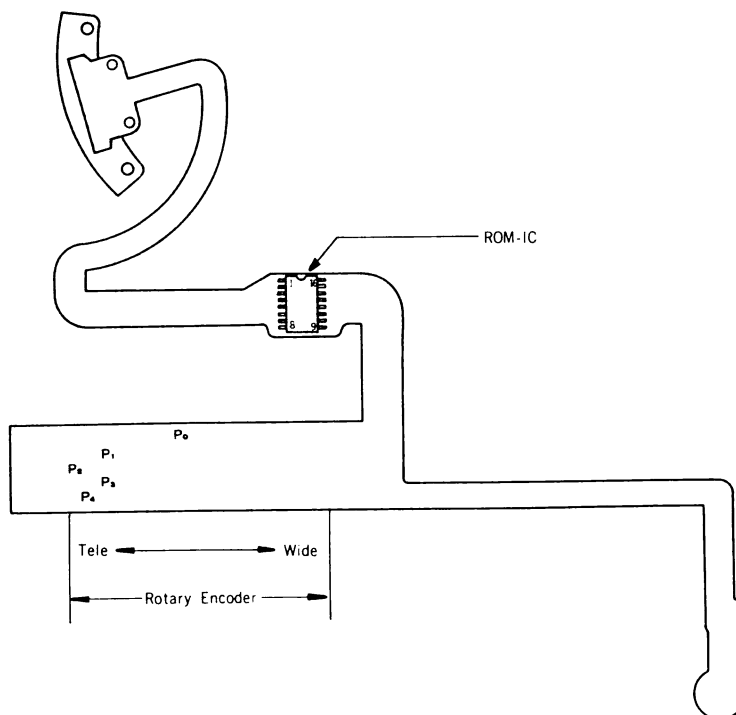 ROM-IC
1 16
8 9
P₀
P₁
P₂
P₃
P₄
Tele Wide
Rotary Encoder